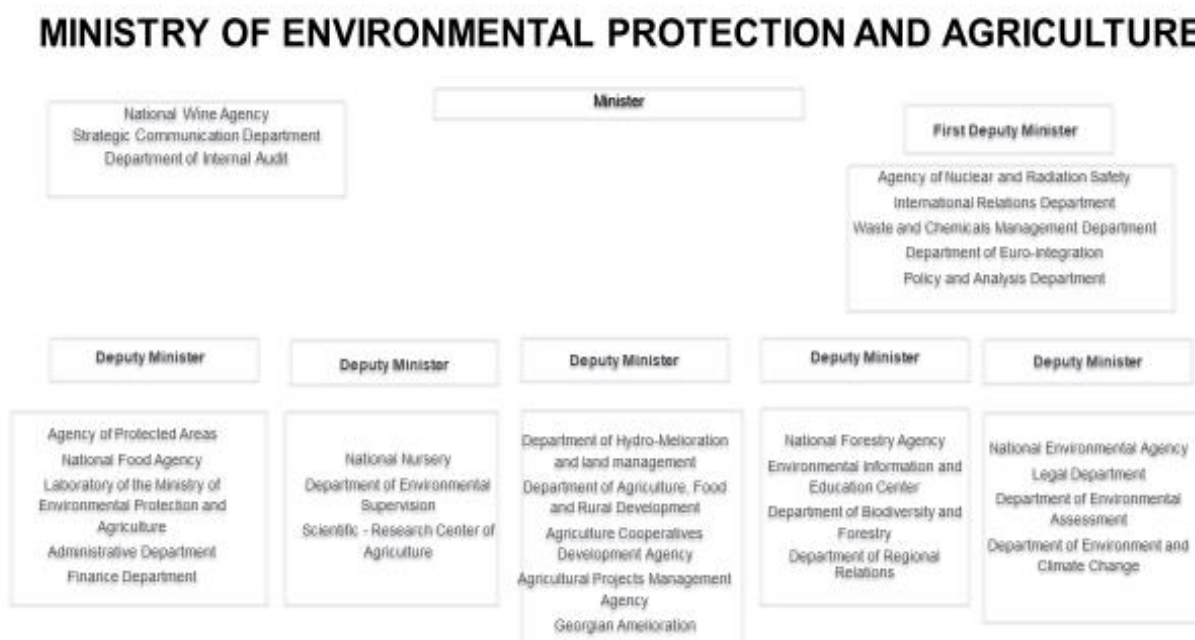 MINISTRY OF ENVIRONMENTAL PROTECTION AND AGRICULTURE
Minister
National Wine Agency
Strategic Communication Department
Department of Internal Audit
First Deputy Minister
Agency of Nuclear and Radiation Safety
International Relations Department
Waste and Chemicals Management Department
Department of Euro-integration
Policy and Analysis Department
Deputy Minister
Agency of Protected Areas
National Food Agency
Laboratory of the Ministry of
Environmental Protection and
Agriculture
Administrative Department
Finance Department
Deputy Minister
National Nursery
Department of Environmental
Supervision
Scientific - Research Center of
Agriculture
Deputy Minister
Department of Hydro-Melioration
and land management
Department of Agriculture, Food
and Rural Development
Agriculture Cooperatives
Development Agency
Agricultural Projects Management
Agency
Georgian Amelioration
Deputy Minister
National Forestry Agency
Environmental Information and
Education Center
Department of Biodiversity and
Forestry
Department of Regional
Relations
Deputy Minister
National Environmental Agency
Legal Department
Department of Environmental
Assessment
Department of Environment and
Climate Change